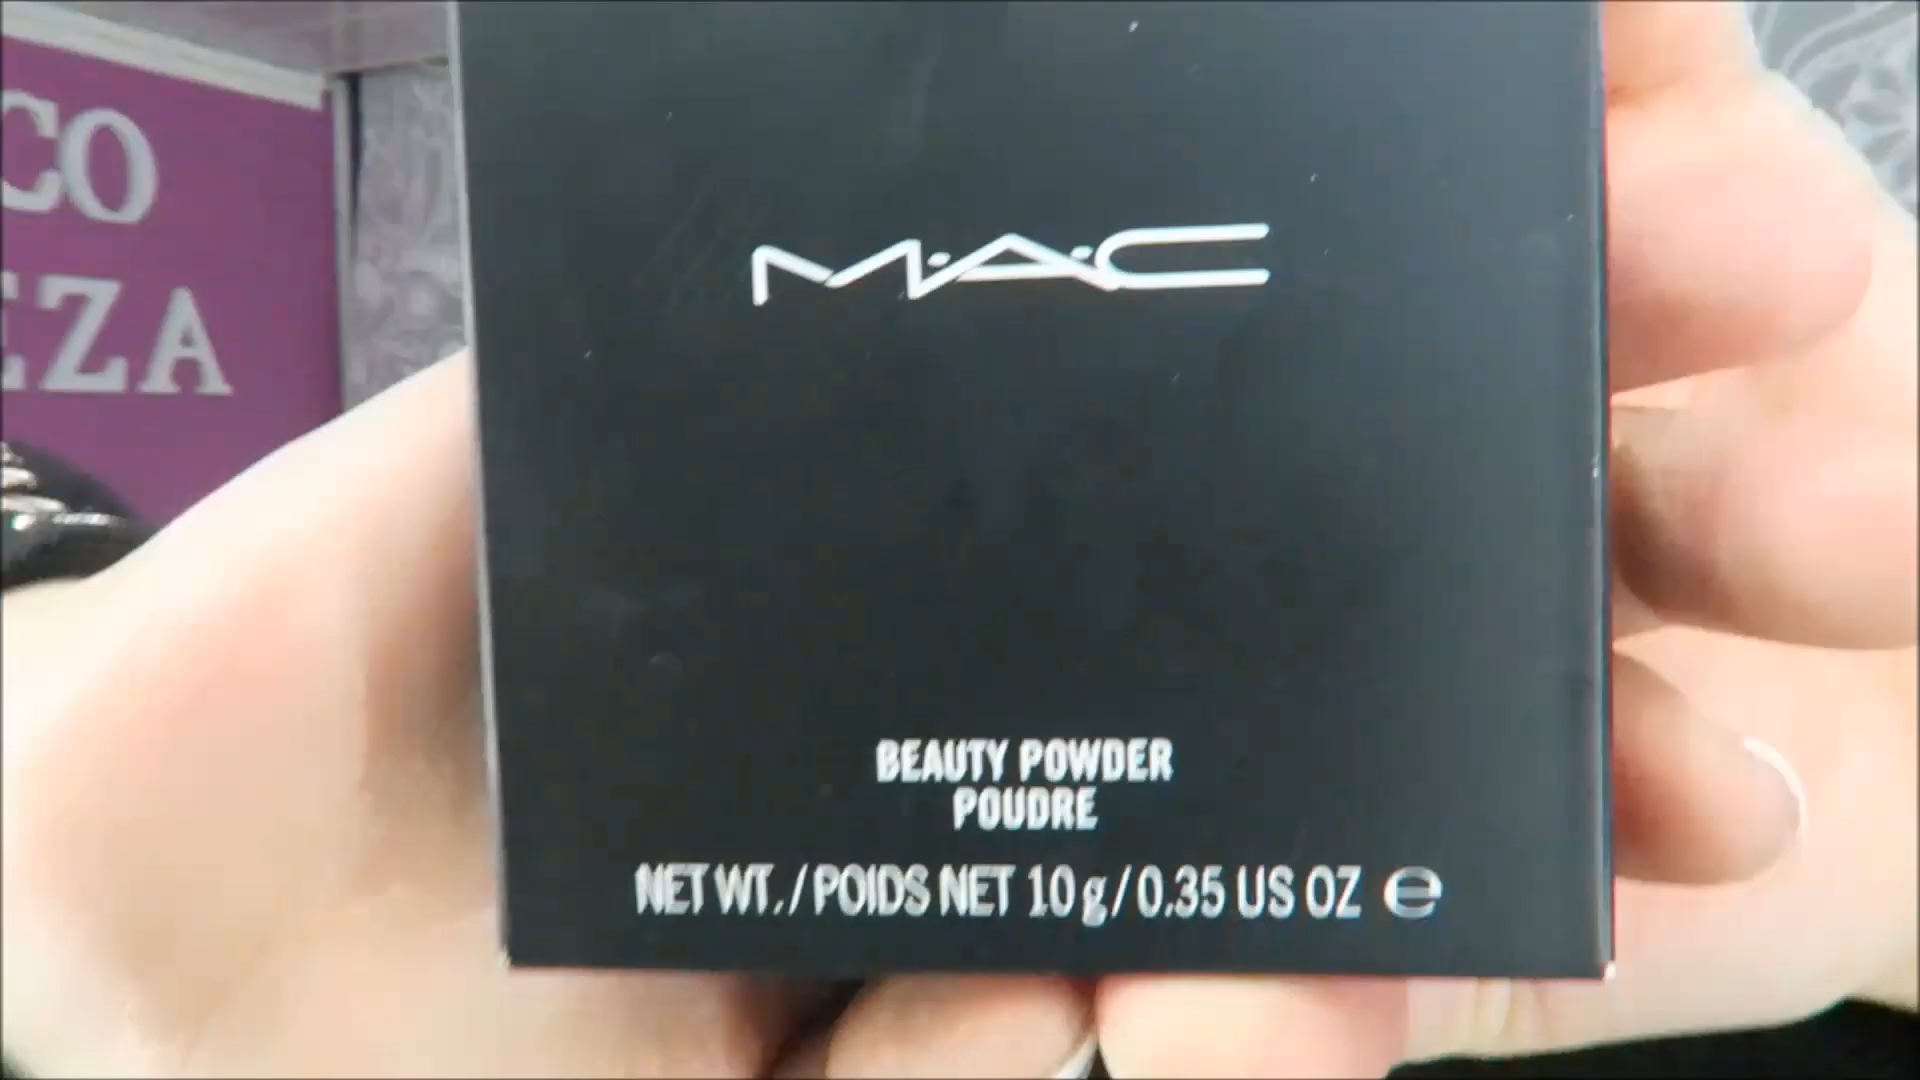 CO
EZA
M·A·C
BEAUTY POWDER
POUDRE
NET WT. / POIDS NET 10 g / 0.35 US OZ ℮